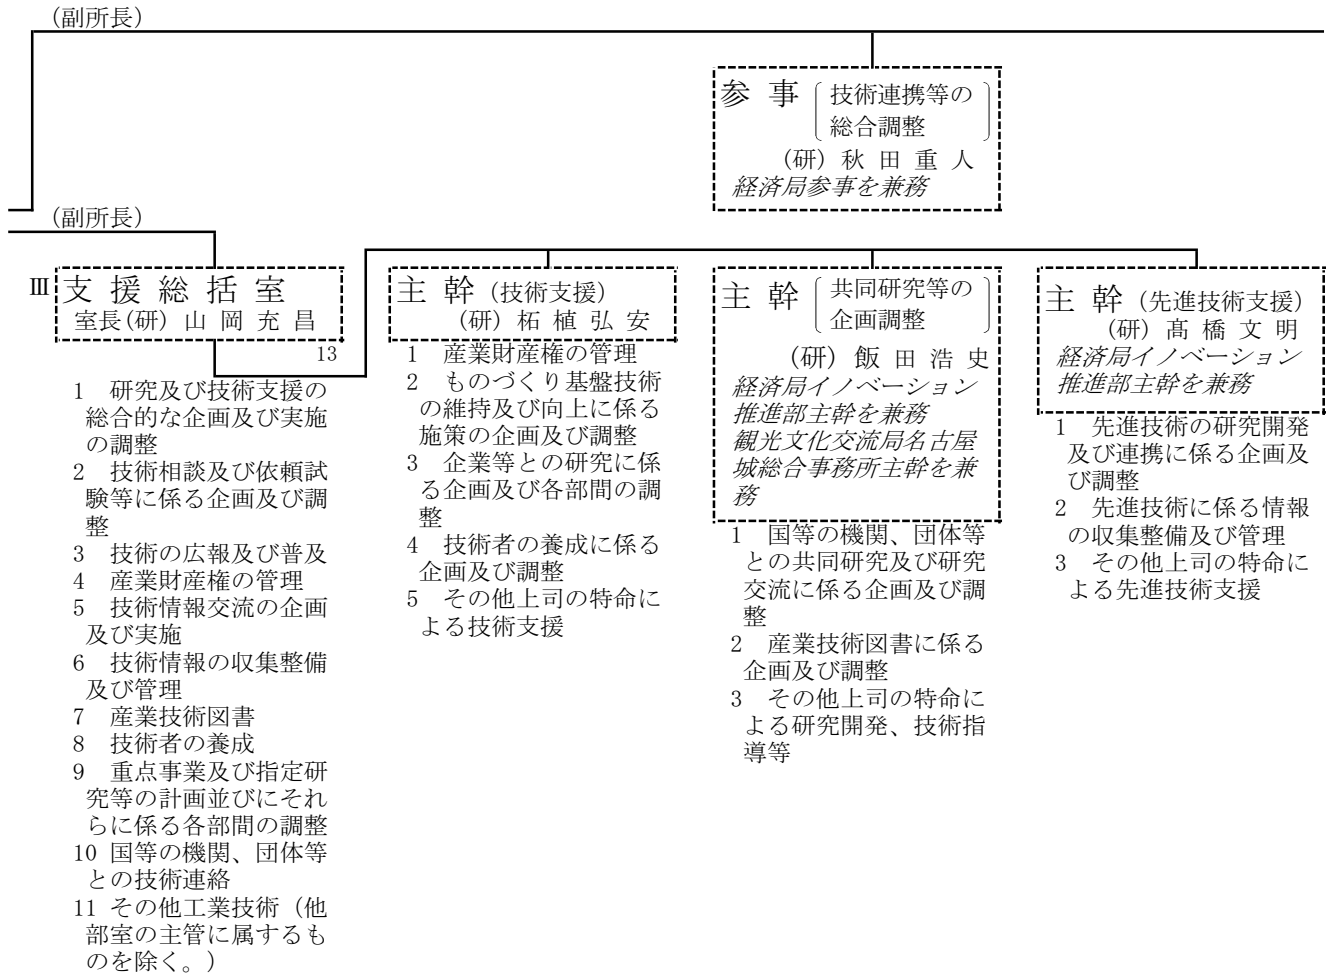 (副所長)
参 事 〔技術連携等の
総合調整〕
(研) 秋 田 重 人
経済局参事を兼務
(副所長)
Ⅲ 支 援 総 括 室
室長(研) 山 岡 充 昌
13
1 研究及び技術支援の
総合的な企画及び実施
の調整
2 技術相談及び依頼試
験等に係る企画及び調
整
3 技術の広報及び普及
4 産業財産権の管理
5 技術情報交流の企画
及び実施
6 技術情報の収集整備
及び管理
7 産業技術図書
8 技術者の養成
9 重点事業及び指定研
究等の計画並びにそれ
らに係る各部間の調整
10 国等の機関、団体等
との技術連絡
11 その他工業技術（他
部室の主管に属するも
のを除く。）
主 幹 (技術支援)
(研) 柘 植 弘 安
1 産業財産権の管理
2 ものづくり基盤技術
の維持及び向上に係る
施策の企画及び調整
3 企業等との研究に係
る企画及び各部間の調
整
4 技術者の養成に係る
企画及び調整
5 その他上司の特命に
よる技術支援
主 幹 〔共同研究等の
企画調整〕
(研) 飯 田 浩 史
経済局イノベーション
推進部主幹を兼務
観光文化交流局名古屋
城総合事務所主幹を兼
務
1 国等の機関、団体等
との共同研究及び研究
交流に係る企画及び調
整
2 産業技術図書に係る
企画及び調整
3 その他上司の特命に
よる研究開発、技術指
導等
主 幹 (先進技術支援)
(研) 髙 橋 文 明
経済局イノベーション
推進部主幹を兼務
1 先進技術の研究開発
及び連携に係る企画及
び調整
2 先進技術に係る情報
の収集整備及び管理
3 その他上司の特命に
よる先進技術支援